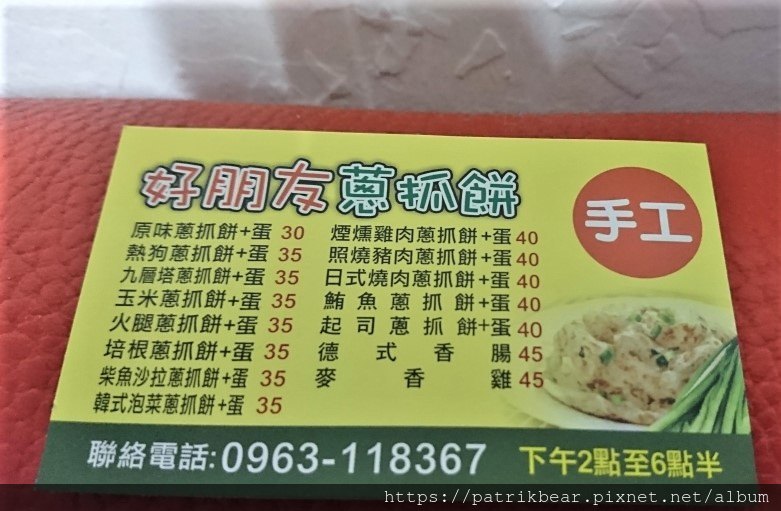 好朋友蔥抓餅
手工
原味蔥抓餅+蛋 30
熱狗蔥抓餅+蛋 35
九層塔蔥抓餅+蛋 35
玉米蔥抓餅+蛋 35
火腿蔥抓餅+蛋 35
培根蔥抓餅+蛋 35
柴魚沙拉蔥抓餅+蛋 35
韓式泡菜蔥抓餅+蛋 35
煙燻雞肉蔥抓餅+蛋 40
照燒豬肉蔥抓餅+蛋 40
日式燒肉蔥抓餅+蛋 40
鮪魚蔥抓餅+蛋 40
起司蔥抓餅+蛋 40
德式香腸 45
麥香雞 45
聯絡電話:0963-118367 下午2點至6點半
https://patrikbear.pixnet.net/album